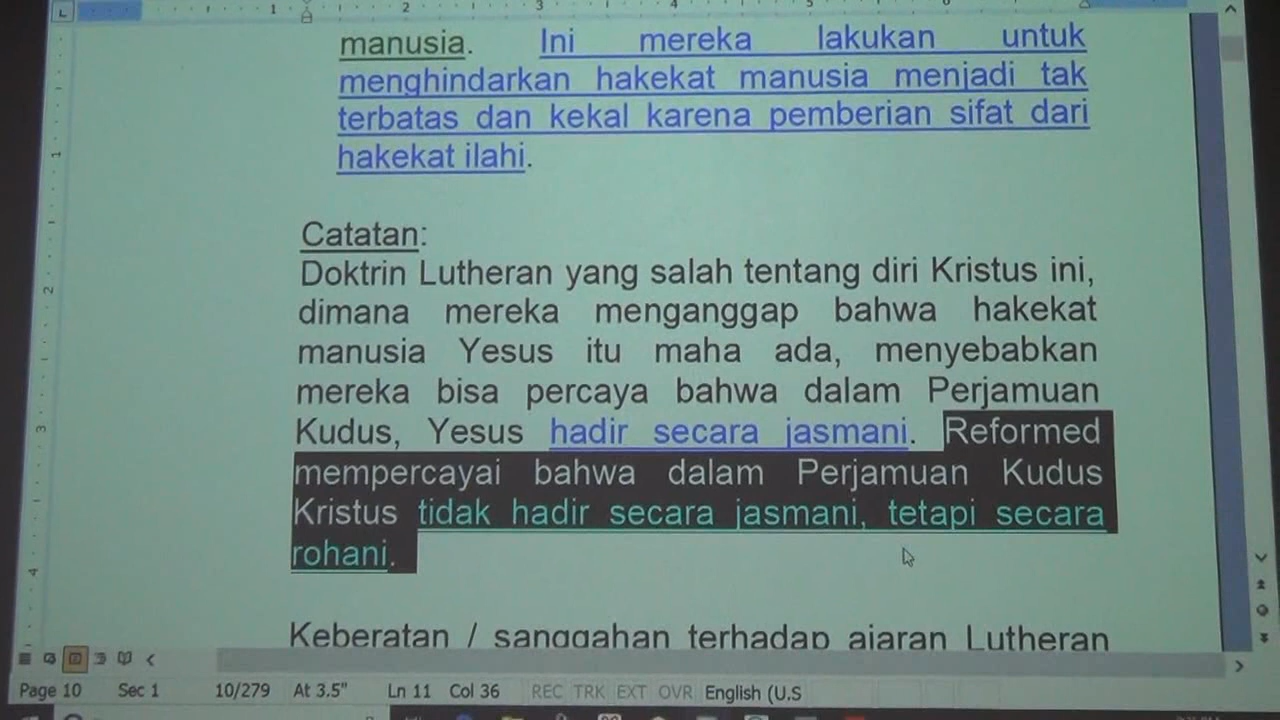 manusia. Ini mereka lakukan untuk
menghindarkan hakekat manusia menjadi tak
terbatas dan kekal karena pemberian sifat dari
hakekat ilahi.
Catatan:
Doktrin Lutheran yang salah tentang diri Kristus ini,
dimana mereka menganggap bahwa hakekat
manusia Yesus itu maha ada, menyebabkan
mereka bisa percaya bahwa dalam Perjamuan
Kudus, Yesus hadir secara jasmani. Reformed
mempercayai bahwa dalam Perjamuan Kudus
Kristus tidak hadir secara jasmani, tetapi secara
rohani.
Keberatan / sanggahan terhadap ajaran Lutheran
Page 10 Sec 1 10/279 At 3.5" Ln 11 Col 36 REC TRK EXT OVR English (U.S